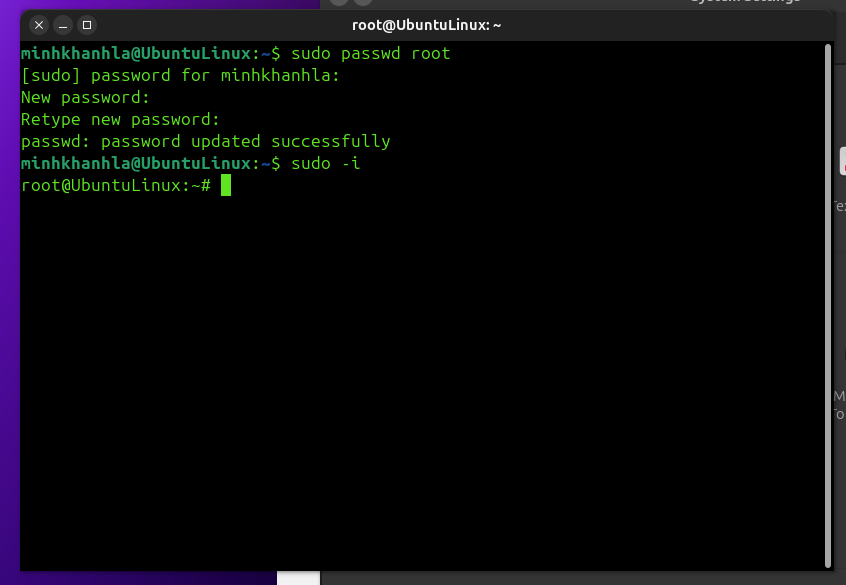 root@UbuntuLinux: ~
minhkhanhla@UbuntuLinux:~$ sudo passwd root
[sudo] password for minhkhanhla:
New password:
Retype new password:
passwd: password updated successfully
minhkhanhla@UbuntuLinux:~$ sudo -i
root@UbuntuLinux:~#